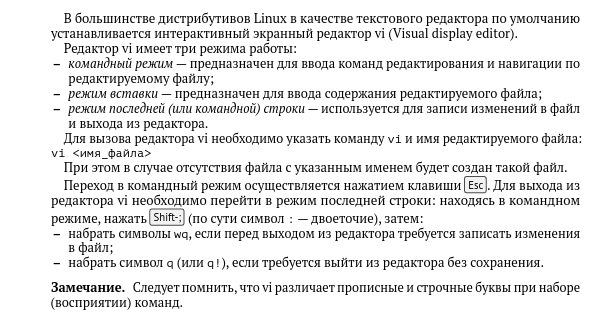 В большинстве дистрибутивов Linux в качестве текстового редактора по умолчанию
устанавливается интерактивный экранный редактор vi (Visual display editor).
Редактор vi имеет три режима работы:
– командный режим — предназначен для ввода команд редактирования и навигации по
редактируемому файлу;
– режим вставки — предназначен для ввода содержания редактируемого файла;
– режим последней (или командной) строки — используется для записи изменений в файл
и выхода из редактора.
Для вызова редактора vi необходимо указать команду vi и имя редактируемого файла:
vi <имя_файла>
При этом в случае отсутствия файла с указанным именем будет создан такой файл.
Переход в командный режим осуществляется нажатием клавиши Esc. Для выхода из
редактора vi необходимо перейти в режим последней строки: находясь в командном
режиме, нажать Shift-; (по сути символ : — двоеточие), затем:
– набрать символы wq, если перед выходом из редактора требуется записать изменения
в файл;
– набрать символ q (или q!), если требуется выйти из редактора без сохранения.
Замечание. Следует помнить, что vi различает прописные и строчные буквы при наборе
(восприятии) команд.